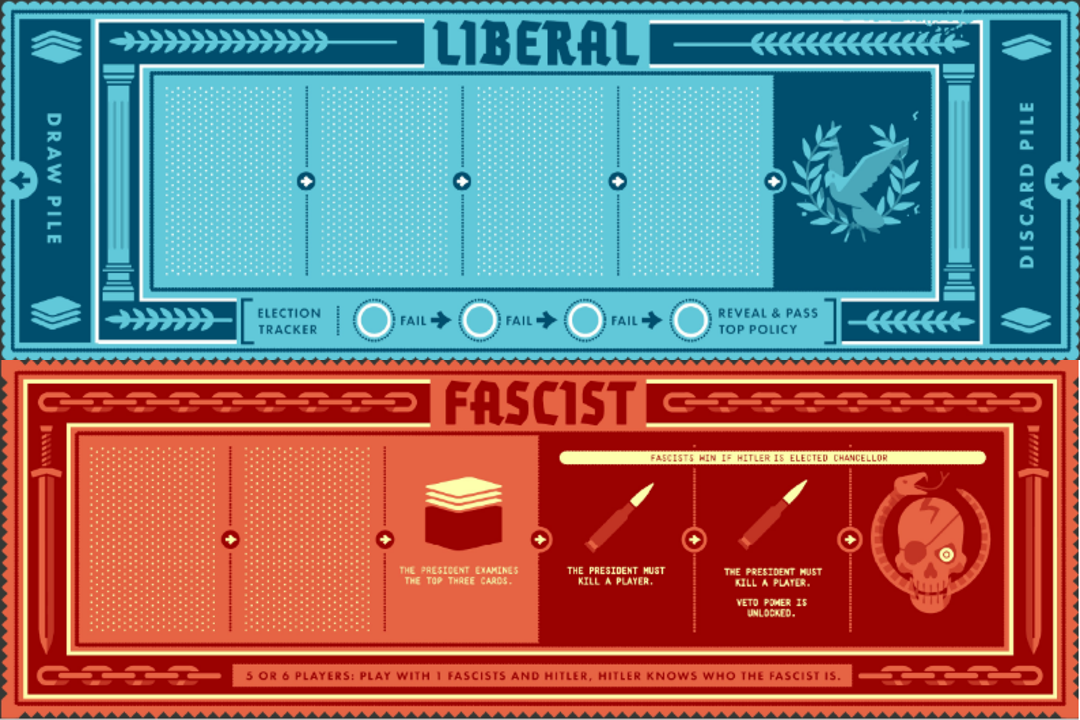 LIBERAL
DRAW PILE
DISCARD PILE
ELECTION
TRACKER
FAIL
FAIL
FAIL
REVEAL & PASS
TOP POLICY
FASCIST
FASCISTS WIN IF HITLER IS ELECTED CHANCELLOR
THE PRESIDENT EXAMINES
THE TOP THREE CARDS.
THE PRESIDENT MUST
KILL A PLAYER.
THE PRESIDENT MUST
KILL A PLAYER.
VETO POWER IS
UNLOCKED.
5 OR 6 PLAYERS: PLAY WITH 1 FASCISTS AND HITLER, HITLER KNOWS WHO THE FASCIST IS.